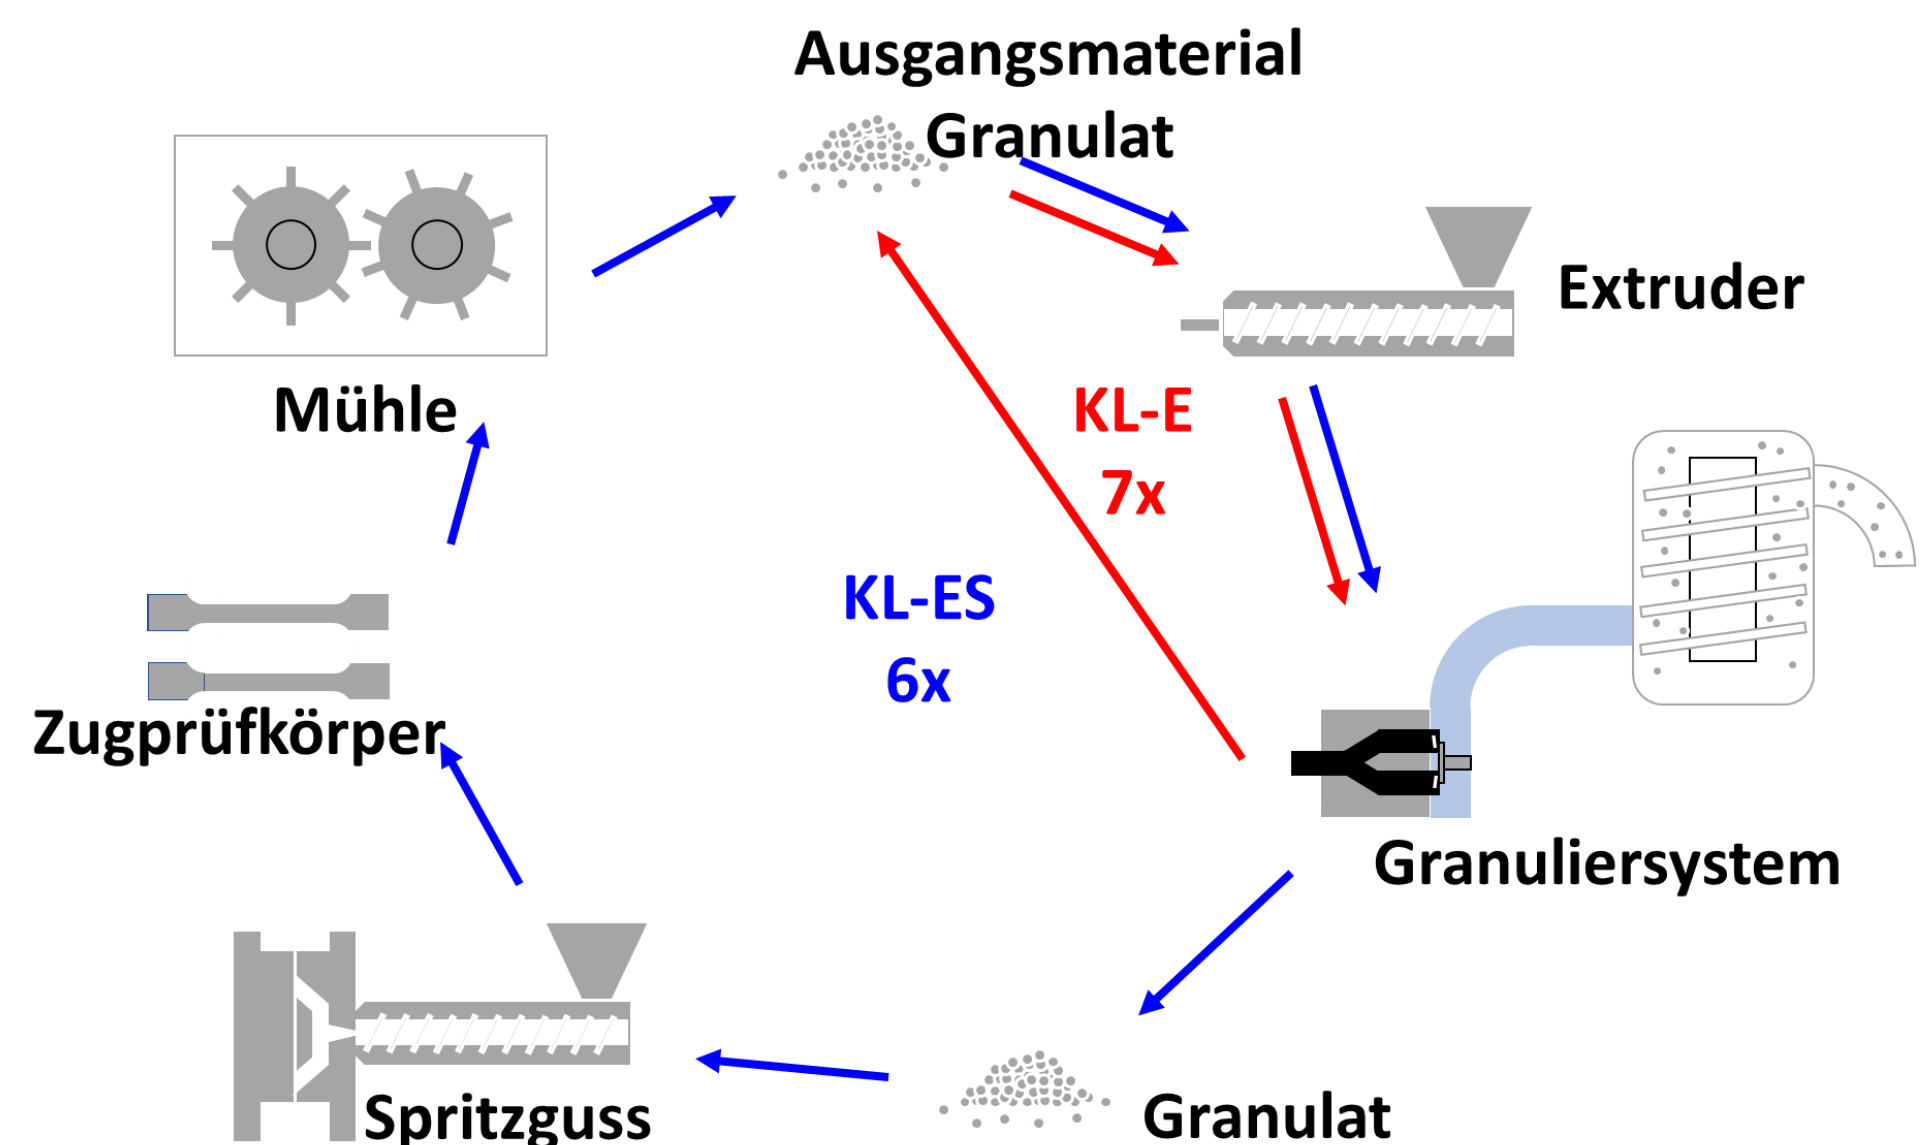 Ausgangsmaterial
Granulat
Extruder
Mühle
KL-E
7x
KL-ES
6x
Zugprüfkörper
Granuliersystem
Spritzguss
Granulat